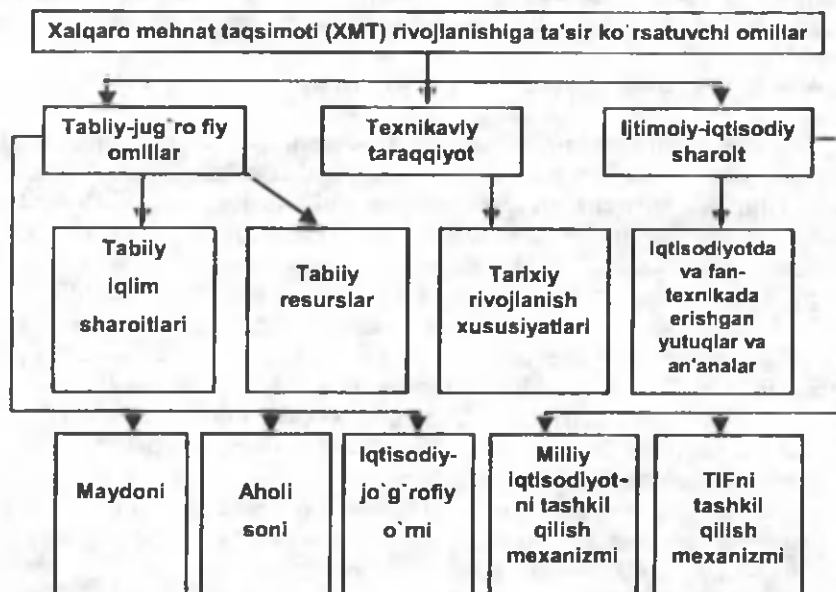 Xalqaro mehnat taqsimoti (XMT) rivojlanishiga ta'sir ko`rsatuvchi omillar
Tabiiy-jug`ro fiy
omillar
Texnikaviy
taraqqiyot
Ijtimoiy-iqtisodiy
sharoit
Tabiiy
iqlim
sharoitlari
Tabiiy
resurslar
Tarixiy
rivojlanish
xususiyatlari
Iqtisodiyotda
va fan-
texnikada
erishgan
yutuqlar va
an'analar
Maydoni
Aholi
soni
Iqtisodiy-
jo`g`rofiy
o`rni
Milliy
iqtisodiyot-
ni tashkil
qilish
mexanizmi
TIFni
tashkil
qilish
mexanizmi